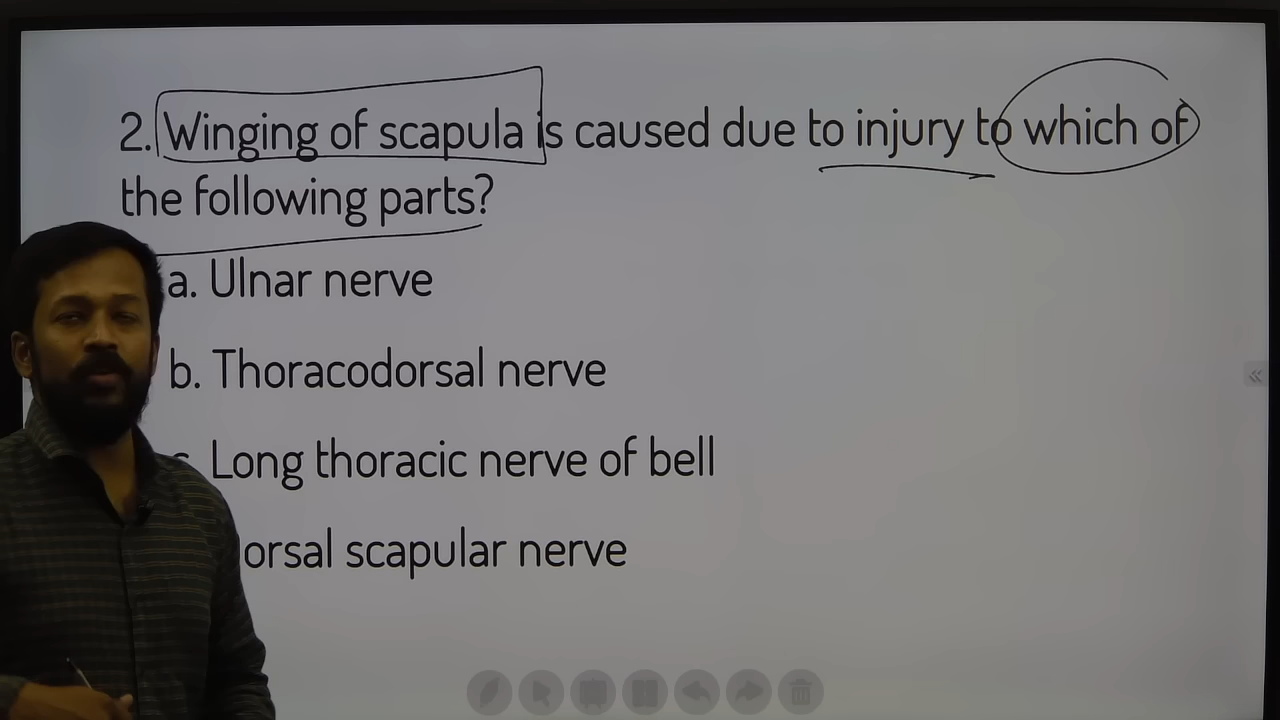 2. Winging of scapula is caused due to injury to which of
the following parts?
a. Ulnar nerve
b. Thoracodorsal nerve
Long thoracic nerve of bell
scapular nerve